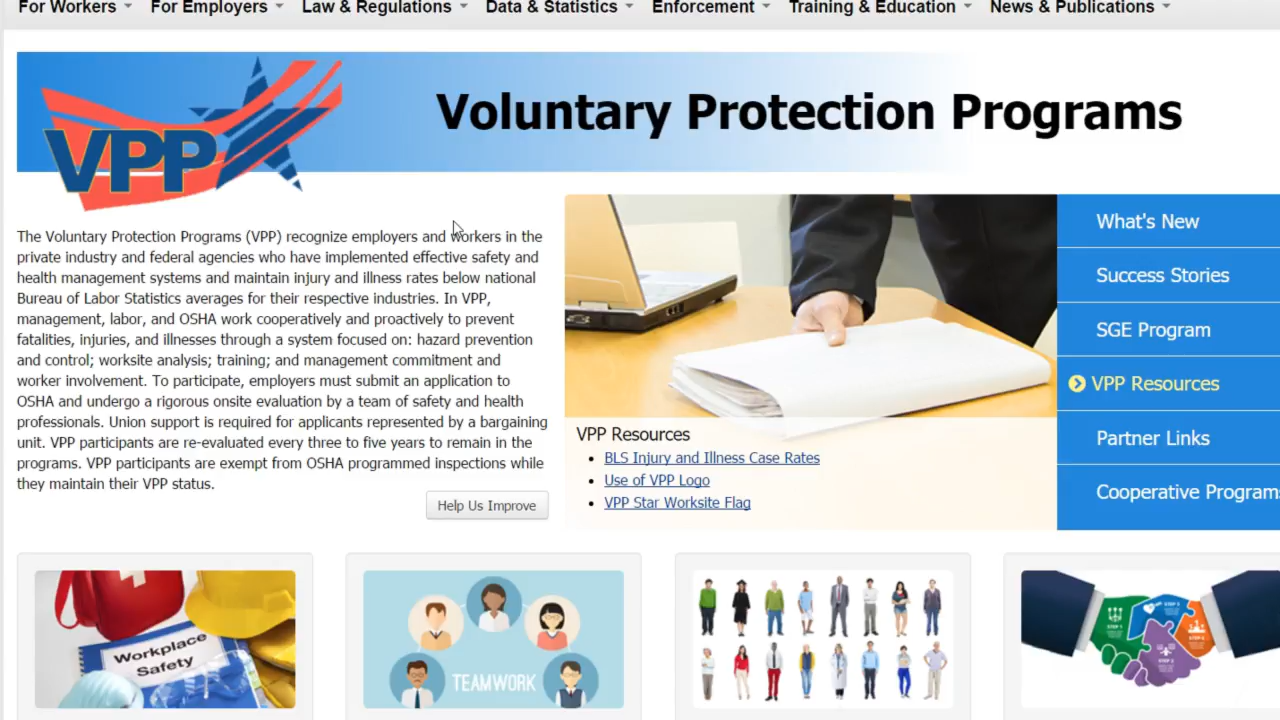 For Workers For Employers Law & Regulations Data & Statistics Enforcement Training & Education News & Publications
VPP
Voluntary Protection Programs
The Voluntary Protection Programs (VPP) recognize employers and workers in the
private industry and federal agencies who have implemented effective safety and
health management systems and maintain injury and illness rates below national
Bureau of Labor Statistics averages for their respective industries. In VPP,
management, labor, and OSHA work cooperatively and proactively to prevent
fatalities, injuries, and illnesses through a system focused on: hazard prevention
and control; worksite analysis; training; and management commitment and
worker involvement. To participate, employers must submit an application to
OSHA and undergo a rigorous onsite evaluation by a team of safety and health
professionals. Union support is required for applicants represented by a bargaining
unit. VPP participants are re-evaluated every three to five years to remain in the
programs. VPP participants are exempt from OSHA programmed inspections while
they maintain their VPP status.
Help Us Improve
VPP Resources
BLS Injury and Illness Case Rates
Use of VPP Logo
VPP Star Worksite Flag
What's New
Success Stories
SGE Program
VPP Resources
Partner Links
Cooperative Programs
Workplace
Safety
TEAMWORK